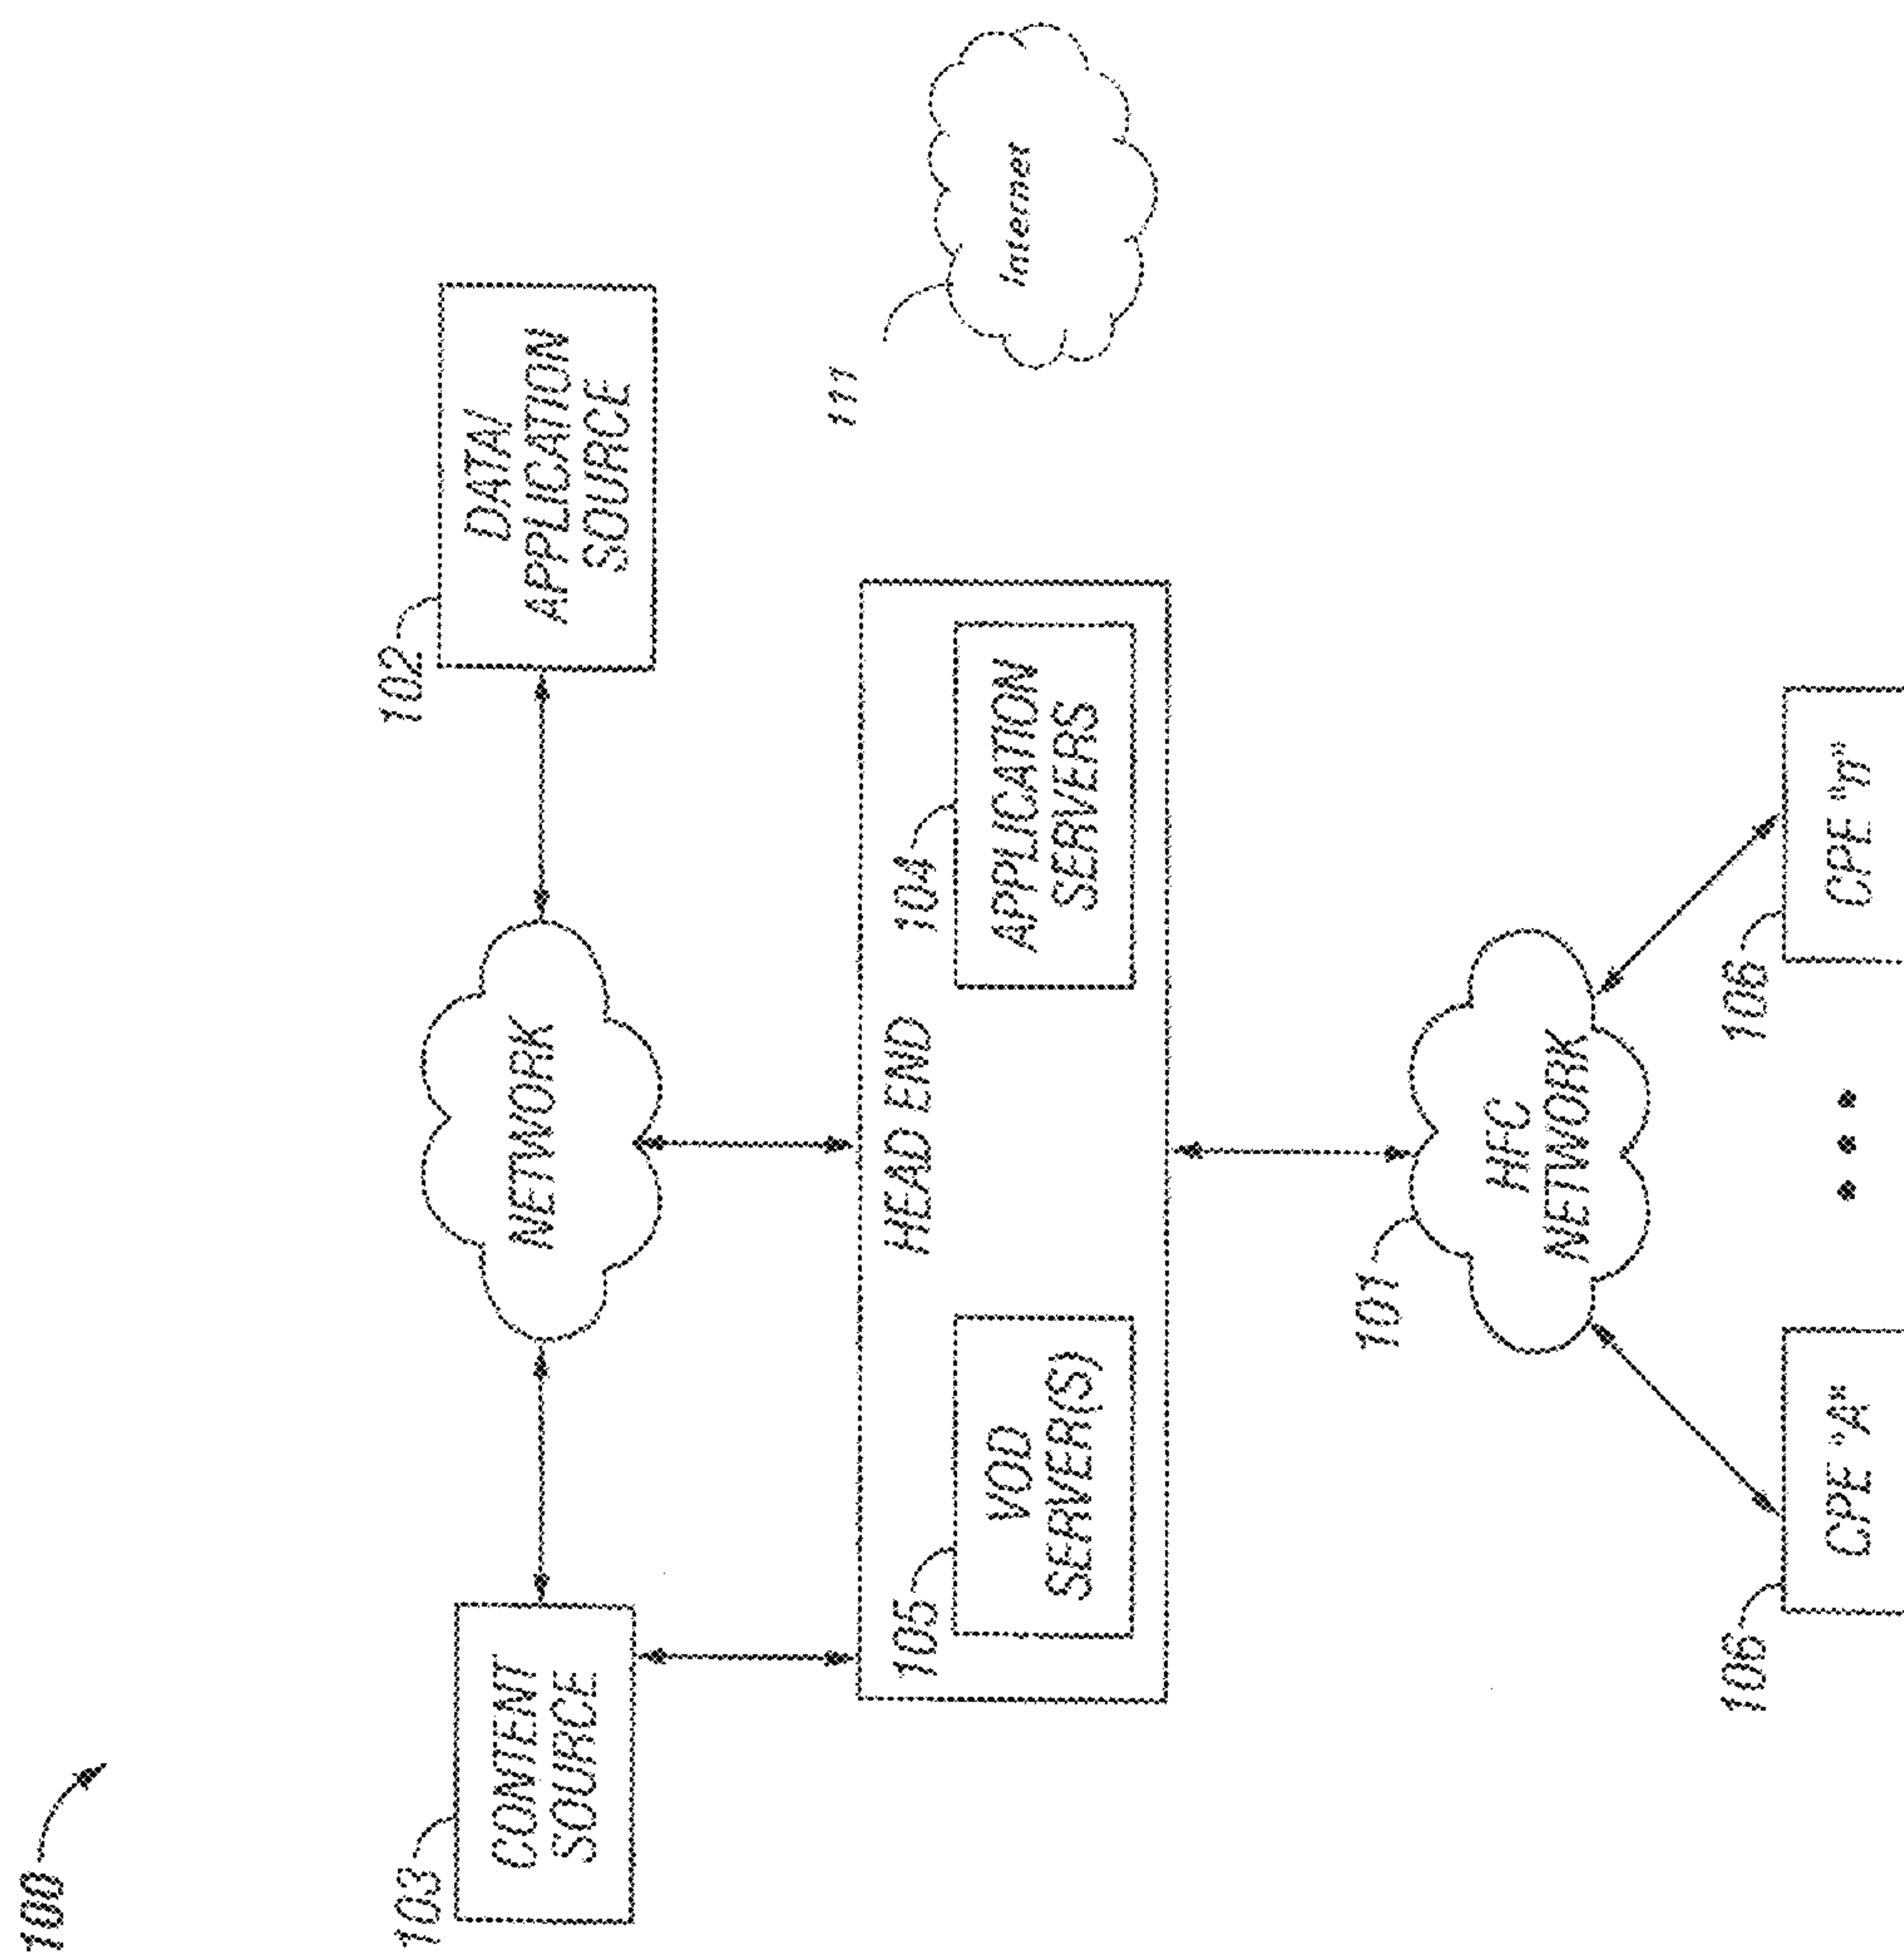 100
102
DATA/
APPLICATION
SOURCE
NETWORK
103
CONTENT
SOURCE
111
Internet
HEAD END
104
APPLICATION
SERVERS
105
VOD
SERVER(S)
101
HFC
NETWORK
106
CPE "A"
106
CPE "n"